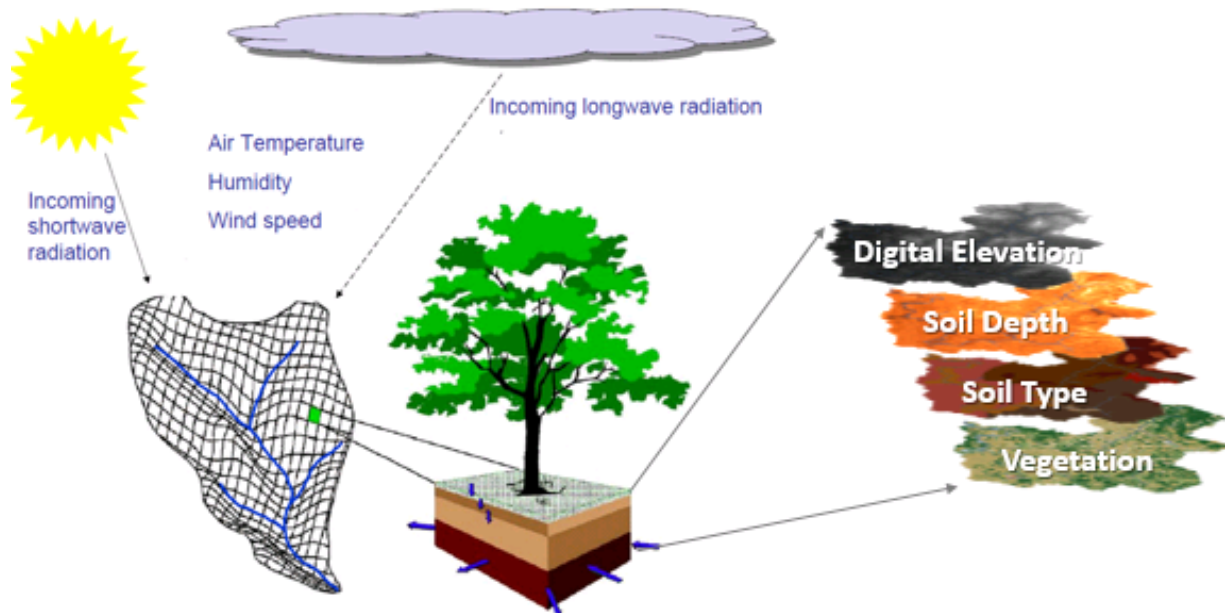 Incoming longwave radiation
Air Temperature
Humidity
Wind speed
Incoming
shortwave
radiation
Digital Elevation
Soil Depth
Soil Type
Vegetation